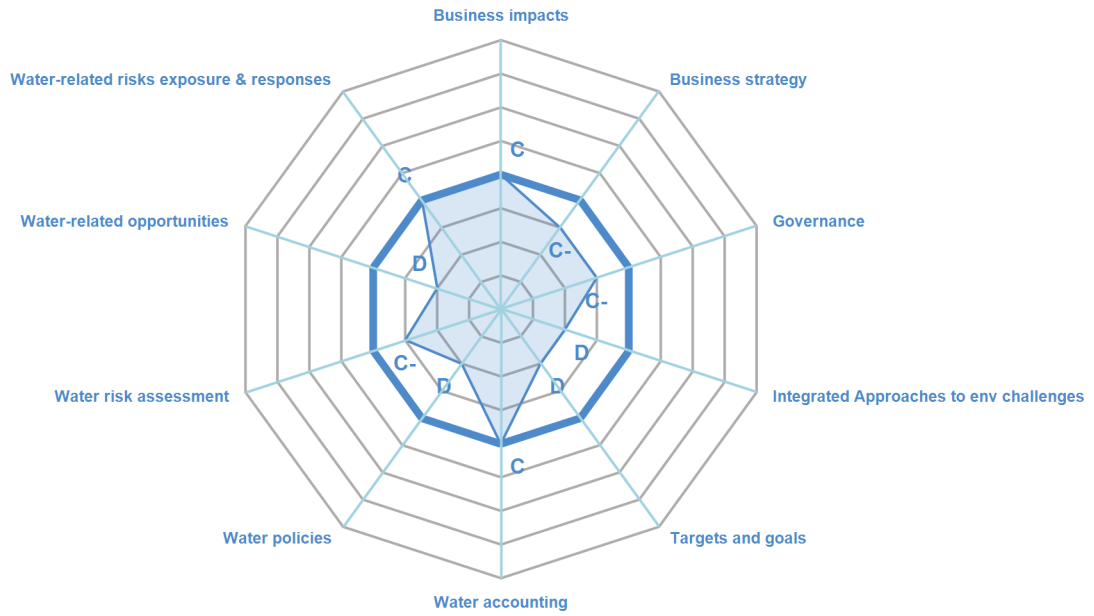 Business impacts
Water-related risks exposure & responses
Business strategy
C
C
Water-related opportunities
Governance
C-
D
C-
D
C-
D
D
Water risk assessment
Integrated Approaches to env challenges
C
Water policies
Targets and goals
Water accounting